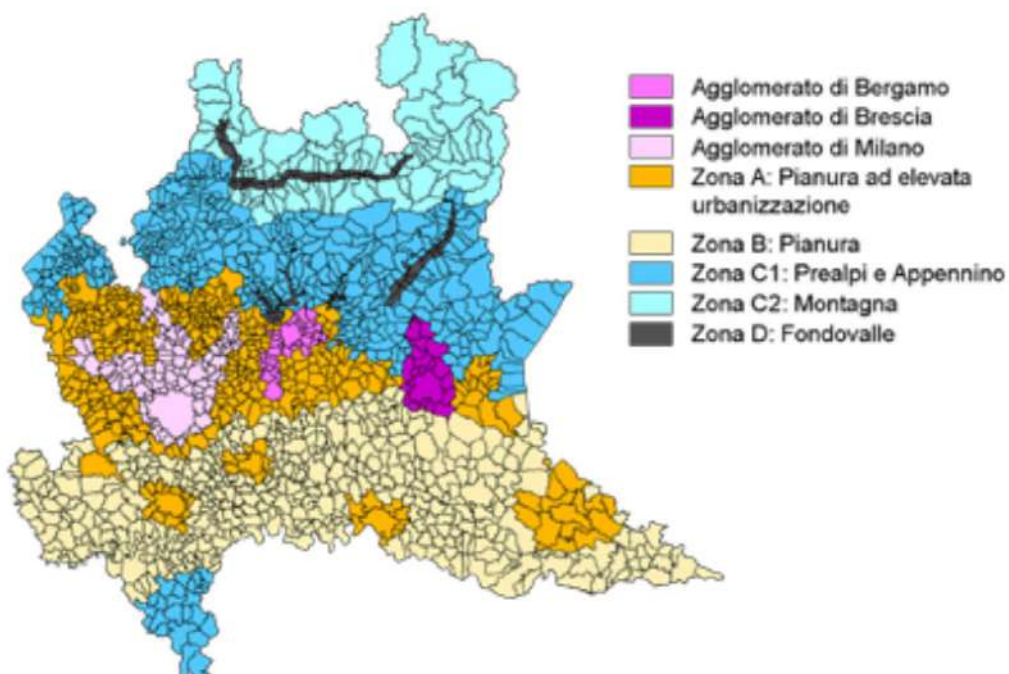 Agglomerato di Bergamo
Agglomerato di Brescia
Agglomerato di Milano
Zona A: Pianura ad elevata
urbanizzazione
Zona B: Pianura
Zona C1: Prealpi e Appennino
Zona C2: Montagna
Zona D: Fondovalle